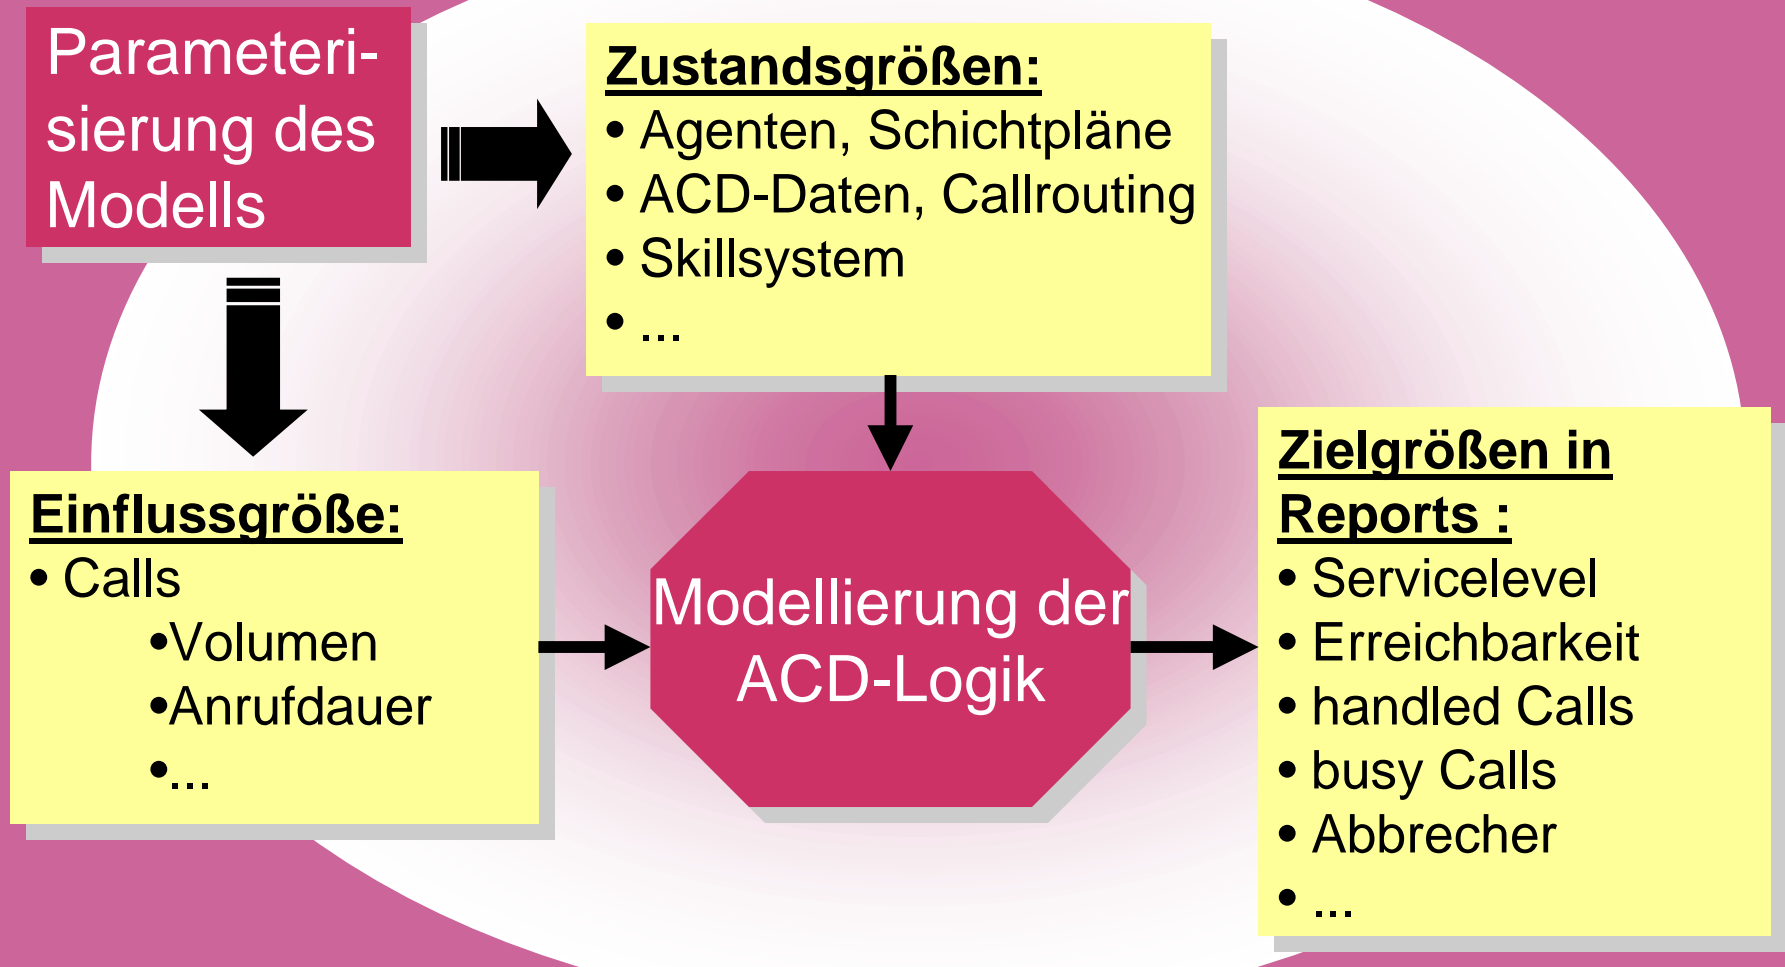 Parameteri-
sierung des
Modells
Zustandsgrößen:
• Agenten, Schichtpläne
• ACD-Daten, Callrouting
• Skillsystem
• ...
Einflussgröße:
• Calls
•Volumen
•Anrufdauer
•...
Modellierung der
ACD-Logik
Zielgrößen in
Reports :
• Servicelevel
• Erreichbarkeit
• handled Calls
• busy Calls
• Abbrecher
• ...